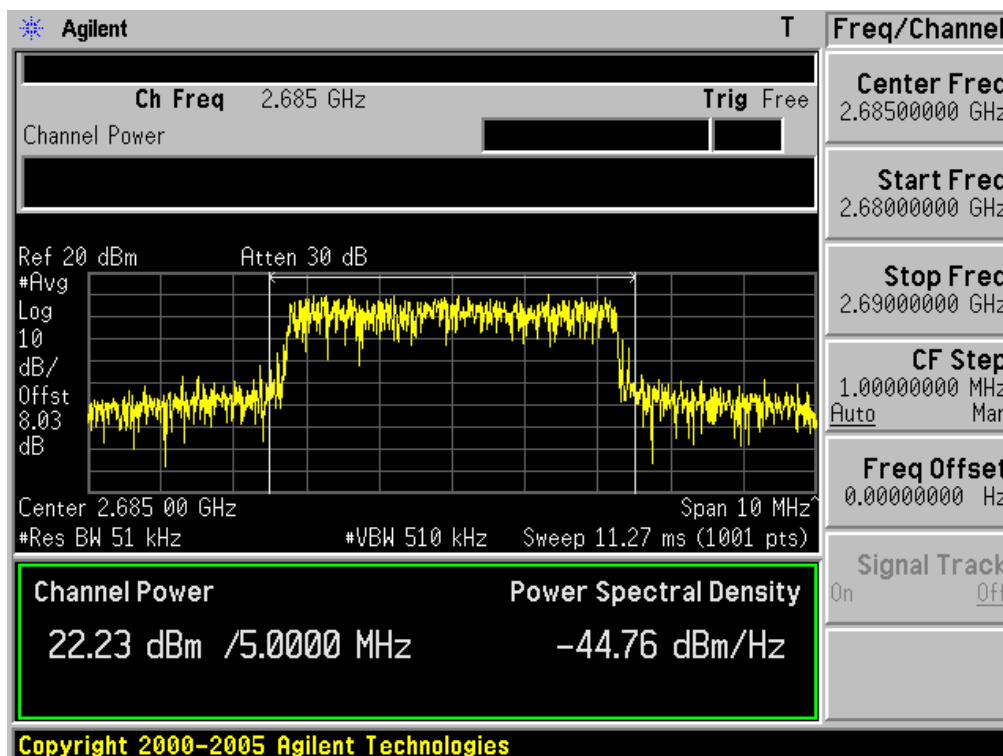 Agilent T
Freq/Channel
Ch Freq 2.685 GHz Trig Free
Channel Power
Center Freq
2.68500000 GHz
Start Freq
2.68000000 GHz
Stop Freq
2.69000000 GHz
CF Step
1.00000000 MHz
Auto Man
Freq Offset
0.00000000 Hz
Signal Track
On Off
Ref 20 dBm Atten 30 dB
#Avg
Log
10
dB/
Offst
8.03
dB
Center 2.685 00 GHz Span 10 MHz^
#Res BW 51 kHz #VBW 510 kHz Sweep 11.27 ms (1001 pts)
Channel Power Power Spectral Density
22.23 dBm /5.0000 MHz -44.76 dBm/Hz
Copyright 2000-2005 Agilent Technologies